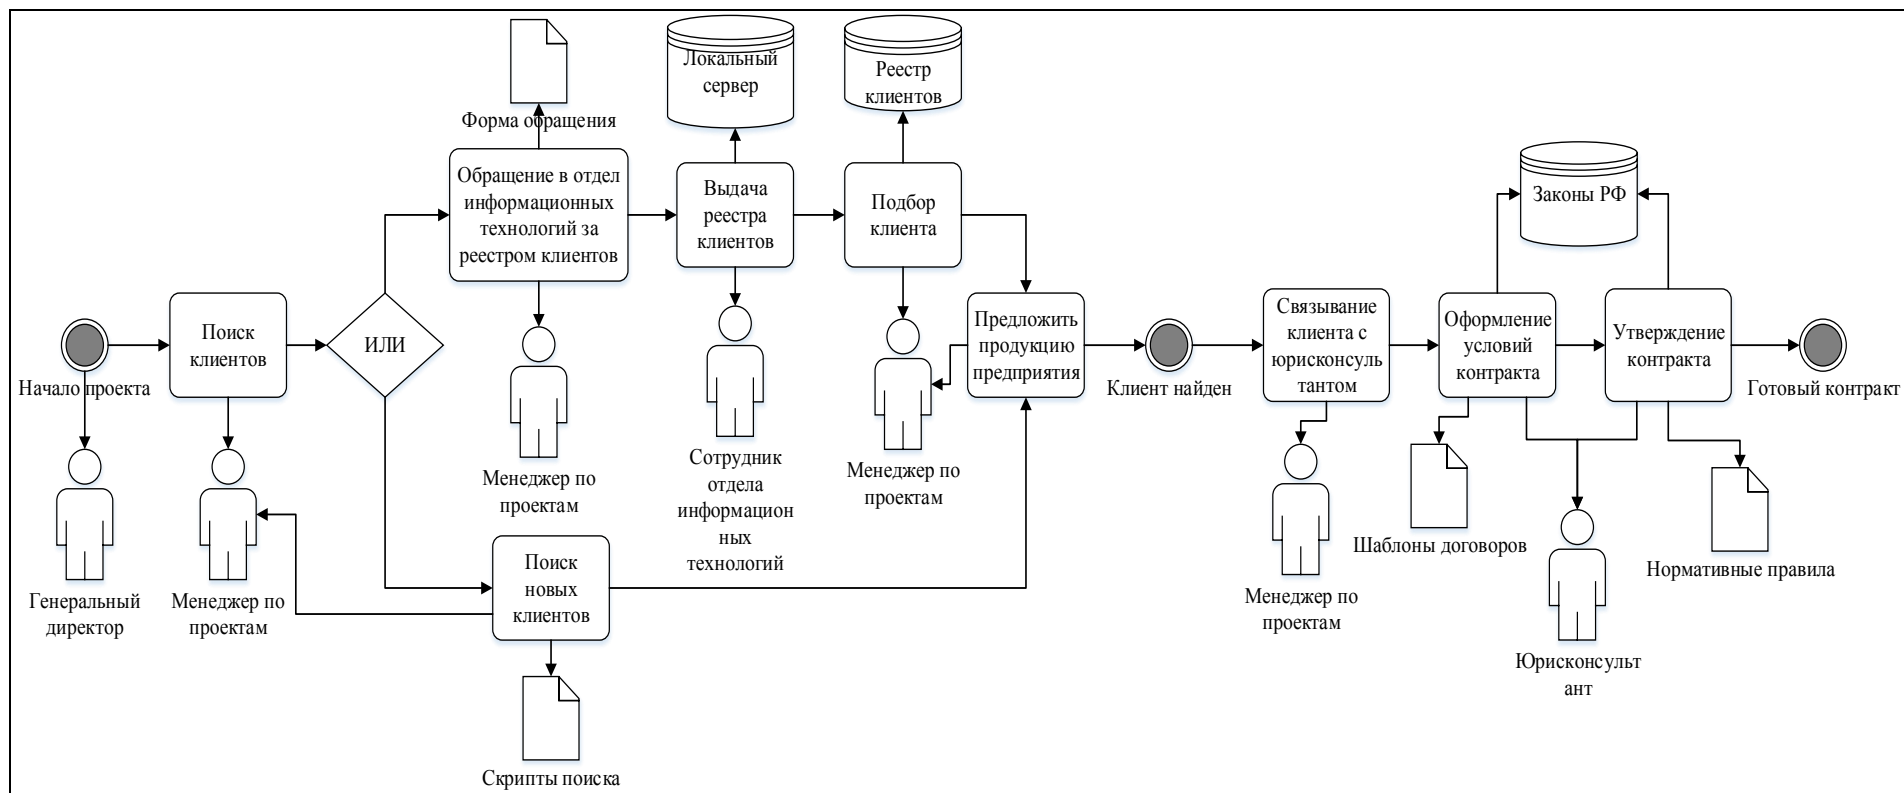 Форма обращения
Локальный
сервер
Реестр
клиентов
Обращение в отдел
информационных
технологий за
реестром клиентов
Выдача
реестра
клиентов
Подбор
клиента
Законы РФ
Начало проекта
Поиск
клиентов
ИЛИ
Предложить
продукцию
предприятия
Клиент найден
Связывание
клиента с
юрисконсуль
тантом
Оформление
условий
контракта
Утверждение
контракта
Готовый контракт
Генеральный
директор
Менеджер по
проектам
Менеджер по
проектам
Сотрудник
отдела
информацион
ных
технологий
Менеджер по
проектам
Поиск
новых
клиентов
Скрипты поиска
Менеджер по
проектам
Шаблоны договоров
Юрисконсульт
ант
Нормативные правила